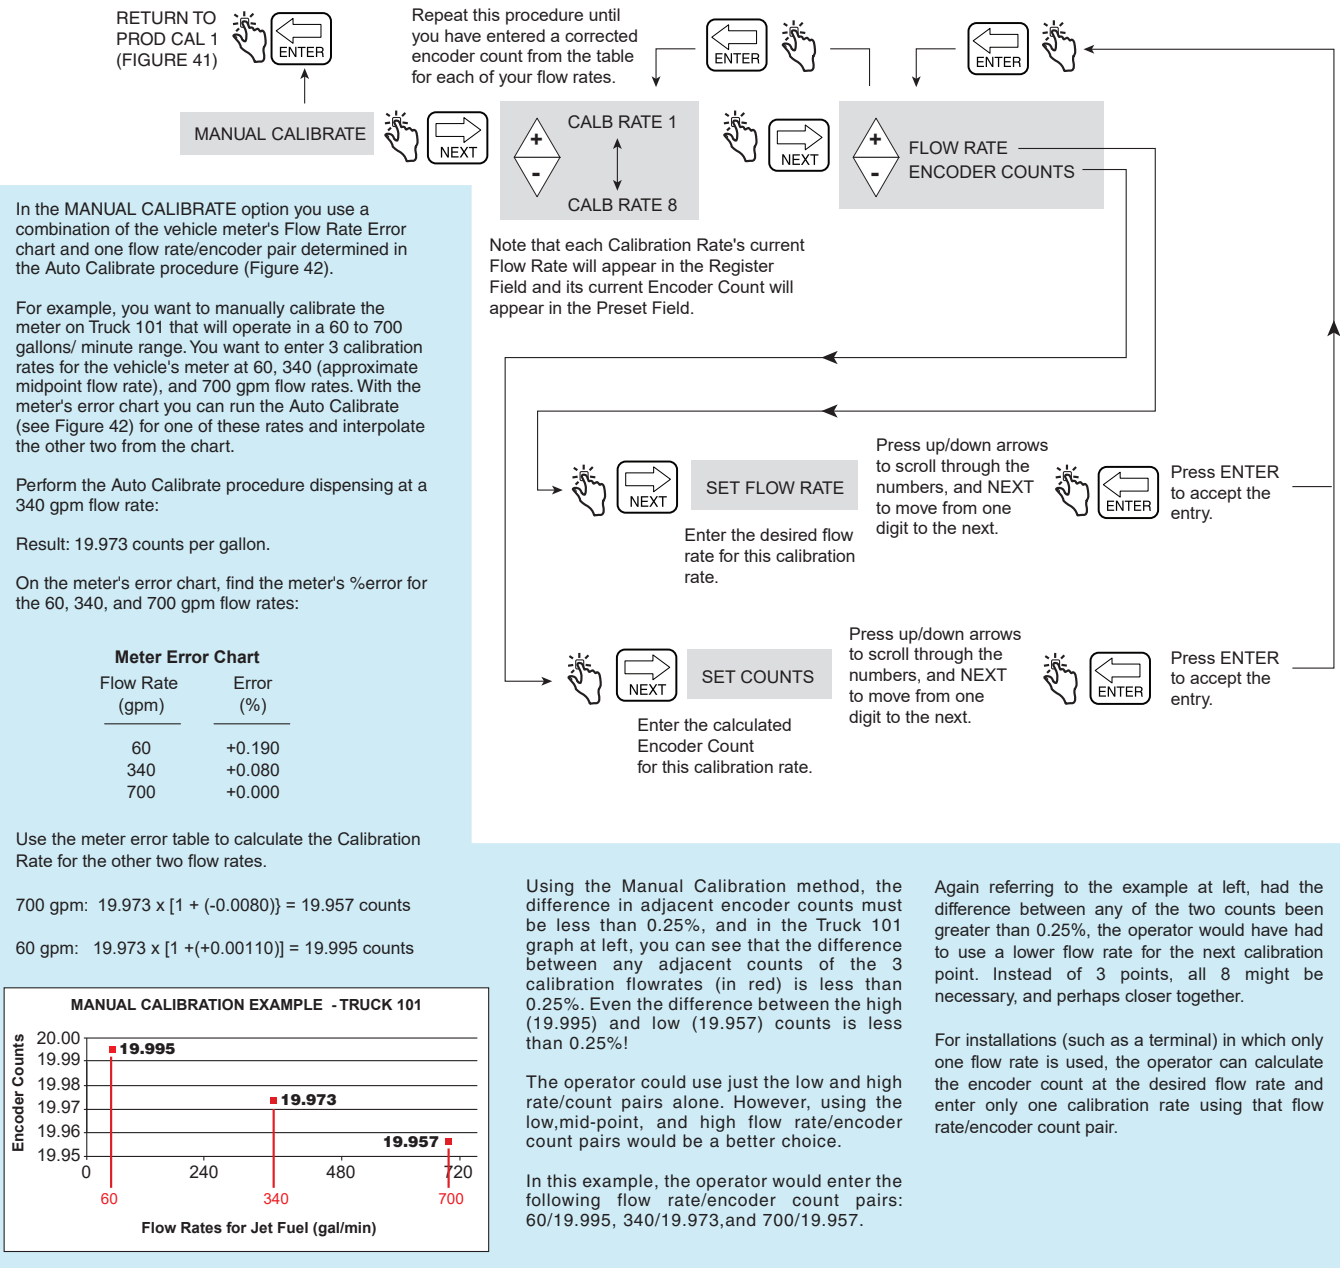 RETURN TO
PROD CAL 1
(FIGURE 41)
ENTER
Repeat this procedure until
you have entered a corrected
encoder count from the table
for each of your flow rates.
ENTER
ENTER
MANUAL CALIBRATE
NEXT
+
-
CALB RATE 1
CALB RATE 8
NEXT
+
-
FLOW RATE
ENCODER COUNTS
Note that each Calibration Rate's current
Flow Rate will appear in the Register
Field and its current Encoder Count will
appear in the Preset Field.
NEXT
SET FLOW RATE
Enter the desired flow
rate for this calibration
rate.
Press up/down arrows
to scroll through the
numbers, and NEXT
to move from one
digit to the next.
ENTER
Press ENTER
to accept the
entry.
NEXT
SET COUNTS
Enter the calculated
Encoder Count
for this calibration rate.
Press up/down arrows
to scroll through the
numbers, and NEXT
to move from one
digit to the next.
ENTER
Press ENTER
to accept the
entry.
In the MANUAL CALIBRATE option you use a
combination of the vehicle meter's Flow Rate Error
chart and one flow rate/encoder pair determined in
the Auto Calibrate procedure (Figure 42).
For example, you want to manually calibrate the
meter on Truck 101 that will operate in a 60 to 700
gallons/ minute range. You want to enter 3 calibration
rates for the vehicle's meter at 60, 340 (approximate
midpoint flow rate), and 700 gpm flow rates. With the
meter's error chart you can run the Auto Calibrate
(see Figure 42) for one of these rates and interpolate
the other two from the chart.
Perform the Auto Calibrate procedure dispensing at a
340 gpm flow rate:
Result: 19.973 counts per gallon.
On the meter's error chart, find the meter's %error for
the 60, 340, and 700 gpm flow rates:
Meter Error Chart
Flow Rate Error
(gpm) (%)
60 +0.190
340 +0.080
700 +0.000
Use the meter error table to calculate the Calibration
Rate for the other two flow rates.
700 gpm: 19.973 x [1 + (-0.0080)} = 19.957 counts
60 gpm: 19.973 x [1 +(+0.00110)] = 19.995 counts
MANUAL CALIBRATION EXAMPLE - TRUCK 101
Encoder Counts
20.00
19.99
19.98
19.97
19.96
19.95
19.995
19.973
19.957
0 240 480 720
60 340 700
Flow Rates for Jet Fuel (gal/min)
Using the Manual Calibration method, the
difference in adjacent encoder counts must
be less than 0.25%, and in the Truck 101
graph at left, you can see that the difference
between any adjacent counts of the 3
calibration flowrates (in red) is less than
0.25%. Even the difference between the high
(19.995) and low (19.957) counts is less
than 0.25%!
The operator could use just the low and high
rate/count pairs alone. However, using the
low,mid-point, and high flow rate/encoder
count pairs would be a better choice.
In this example, the operator would enter the
following flow rate/encoder count pairs:
60/19.995, 340/19.973,and 700/19.957.
Again referring to the example at left, had the
difference between any of the two counts been
greater than 0.25%, the operator would have had
to use a lower flow rate for the next calibration
point. Instead of 3 points, all 8 might be
necessary, and perhaps closer together.
For installations (such as a terminal) in which only
one flow rate is used, the operator can calculate
the encoder count at the desired flow rate and
enter only one calibration rate using that flow
rate/encoder count pair.